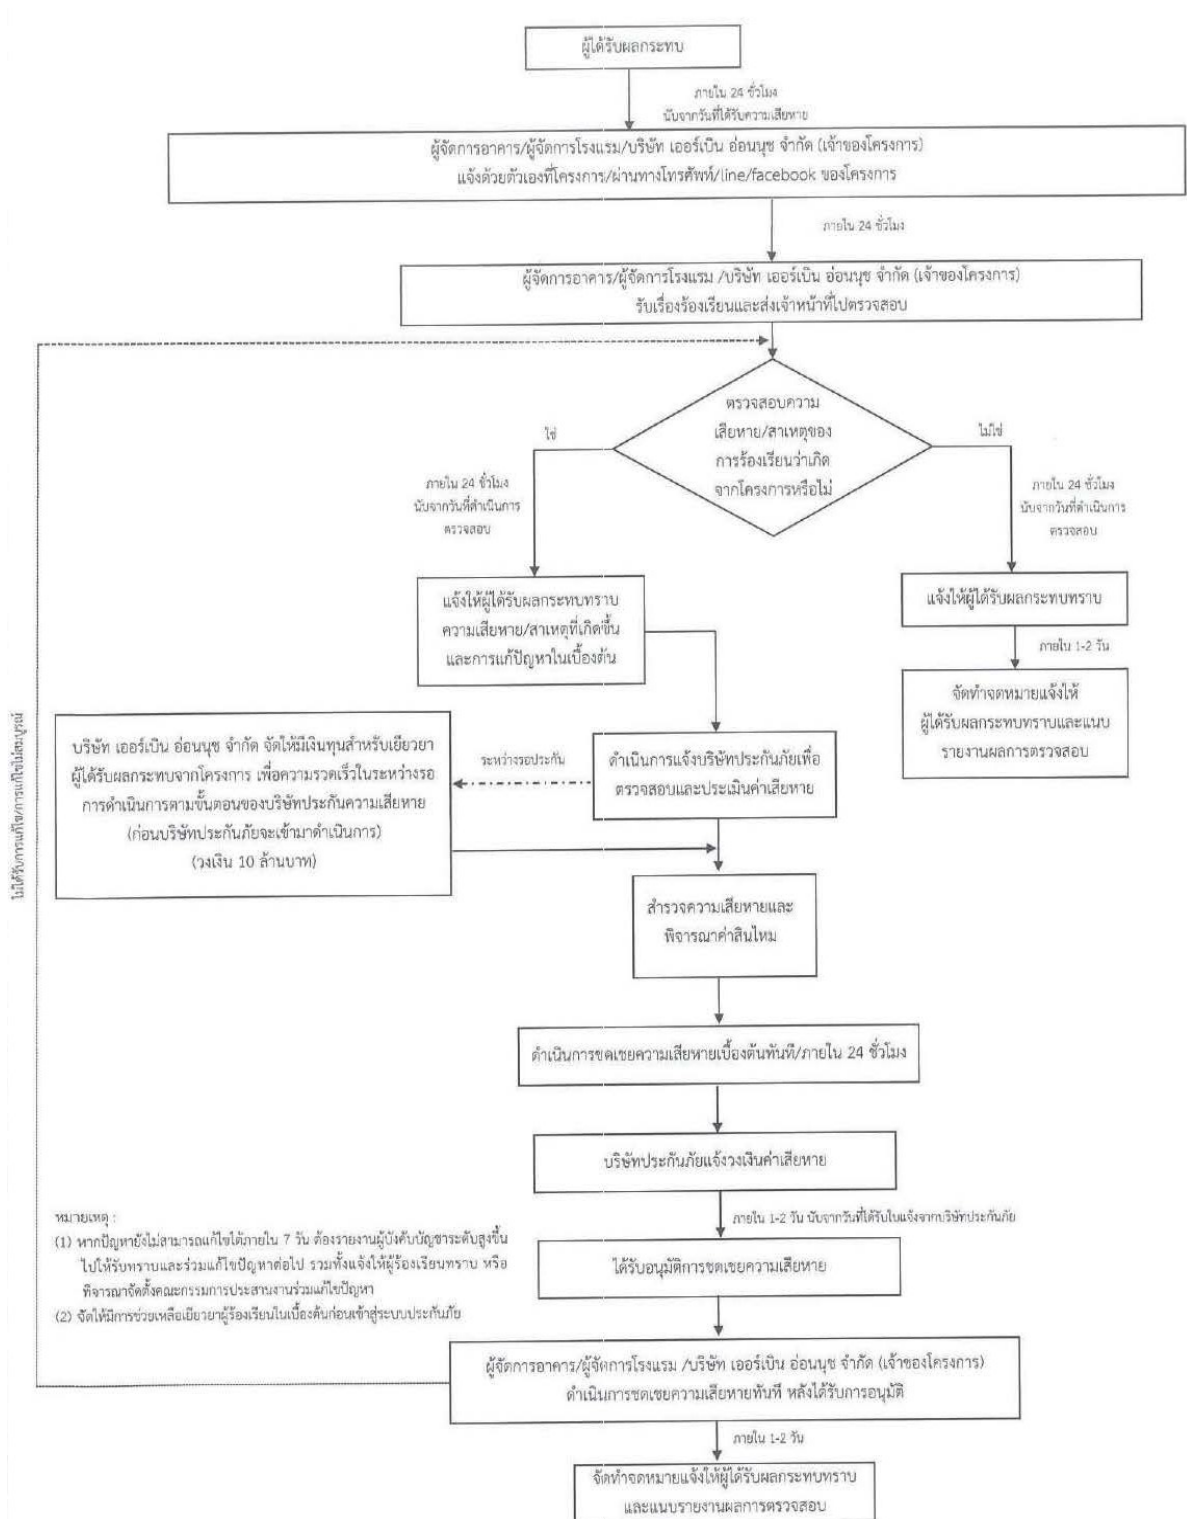 ผู้ได้รับผลกระทบ
ภายใน 24 ชั่วโมง
นับจากวันที่ได้รับความเสียหาย
ผู้จัดการอาคาร/ผู้จัดการโรงแรม/บริษัท เออร์เบิน อ่อนนุช จำกัด (เจ้าของโครงการ)
แจ้งด้วยตัวเองที่โครงการ/ผ่านทางโทรศัพท์/line/facebook ของโครงการ
ภายใน 24 ชั่วโมง
ผู้จัดการอาคาร/ผู้จัดการโรงแรม /บริษัท เออร์เบิน อ่อนนุช จำกัด (เจ้าของโครงการ)
รับเรื่องร้องเรียนและส่งเจ้าหน้าที่ไปตรวจสอบ
ตรวจสอบความ
เสียหาย/สาเหตุของ
การร้องเรียนว่าเกิด
จากโครงการหรือไม่
ใช่
ภายใน 24 ชั่วโมง
นับจากวันที่ดำเนินการ
ตรวจสอบ
ไม่ใช่
ภายใน 24 ชั่วโมง
นับจากวันที่ดำเนินการ
ตรวจสอบ
แจ้งให้ผู้ได้รับผลกระทบทราบ
ความเสียหาย/สาเหตุที่เกิดขึ้น
และการแก้ปัญหาในเบื้องต้น
แจ้งให้ผู้ได้รับผลกระทบทราบ
ภายใน 1-2 วัน
จัดทำจดหมายแจ้งให้
ผู้ได้รับผลกระทบทราบและแนบ
รายงานผลการตรวจสอบ
ไม่ได้รับการแก้ไข/การแก้ไขไม่สมบูรณ์
บริษัท เออร์เบิน อ่อนนุช จำกัด จัดให้มีเงินทุนสำหรับเยียวยา
ผู้ได้รับผลกระทบจากโครงการ เพื่อความรวดเร็วในระหว่างรอ
การดำเนินการตามขั้นตอนของบริษัทประกันความเสียหาย
(ก่อนบริษัทประกันภัยจะเข้ามาดำเนินการ)
(วงเงิน 10 ล้านบาท)
ระหว่างรอประกัน
ดำเนินการแจ้งบริษัทประกันภัยเพื่อ
ตรวจสอบและประเมินค่าเสียหาย
สำรวจความเสียหายและ
พิจารณาค่าสินไหม
ดำเนินการชดเชยความเสียหายเบื้องต้นทันที/ภายใน 24 ชั่วโมง
บริษัทประกันภัยแจ้งวงเงินค่าเสียหาย
ภายใน 1-2 วัน นับจากวันที่ได้รับใบแจ้งจากบริษัทประกันภัย
ได้รับอนุมัติการชดเชยความเสียหาย
หมายเหตุ :
(1) หากปัญหายังไม่สามารถแก้ไขได้ภายใน 7 วัน ต้องรายงานผู้บังคับบัญชาระดับสูงขึ้น
ไปให้รับทราบและร่วมแก้ไขปัญหาต่อไป รวมทั้งแจ้งให้ผู้ร้องเรียนทราบ หรือ
พิจารณาจัดตั้งคณะกรรมการประสานงานร่วมแก้ไขปัญหา
(2) จัดให้มีการช่วยเหลือเยียวยาผู้ร้องเรียนในเบื้องต้นก่อนเข้าสู่ระบบประกันภัย
ผู้จัดการอาคาร/ผู้จัดการโรงแรม /บริษัท เออร์เบิน อ่อนนุช จำกัด (เจ้าของโครงการ)
ดำเนินการชดเชยความเสียหายทันที หลังได้รับการอนุมัติ
ภายใน 1-2 วัน
จัดทำจดหมายแจ้งให้ผู้ได้รับผลกระทบทราบ
และแนบรายงานผลการตรวจสอบ